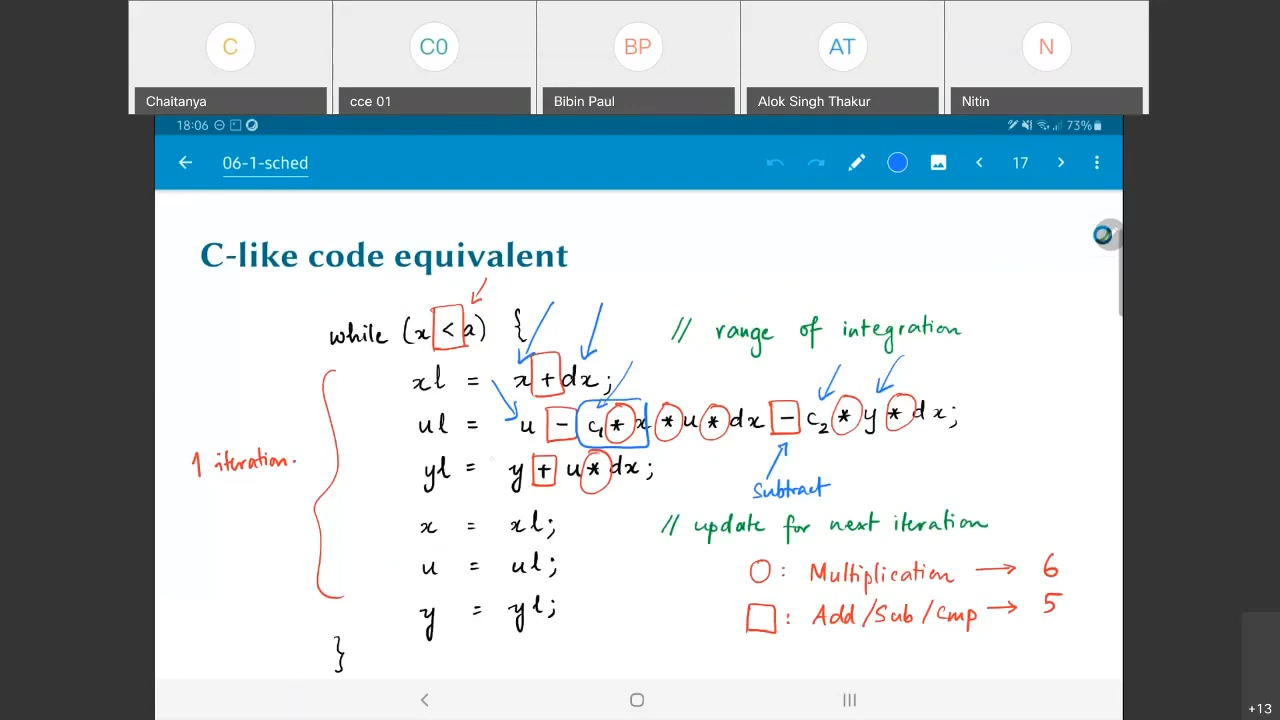 C C0 BP AT N
Chaitanya cce 01 Bibin Paul Alok Singh Thakur Nitin
18:06 73%
06-1-sched 17
C-like code equivalent
while (x < a) { // range of integration
xl = x + dx;
ul = u - c1 * x * u * dx - c2 * y * dx;
1 iteration. yl = y + u * dx;
Subtract
x = xl; // update for next iteration
u = ul; O : Multiplication → 6
y = yl; □ : Add/Sub/Cmp → 5
}
+13